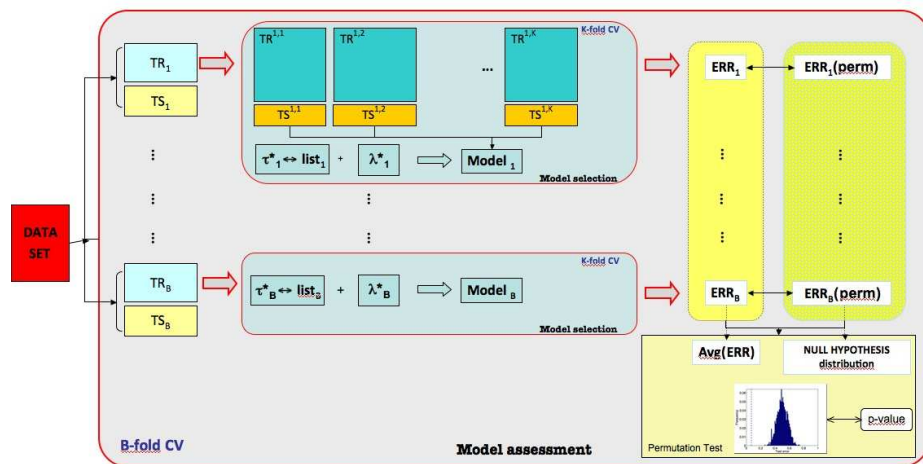 DATA
SET
TR1
TS1
TRB
TSB
K-fold CV
TR1,1
TR1,2
...
TR1,K
TS1,1
TS1,2
TS1,K
τ*1 ↔ list1
+
λ*1
Model 1
Model selection
K-fold CV
τ*B ↔ listB
+
λ*B
Model B
Model selection
ERR1
ERR1(perm)
ERRB
ERRB(perm)
Avg(ERR)
NULL HYPOTHESIS
distribution
p-value
Permutation Test
B-fold CV
Model assessment